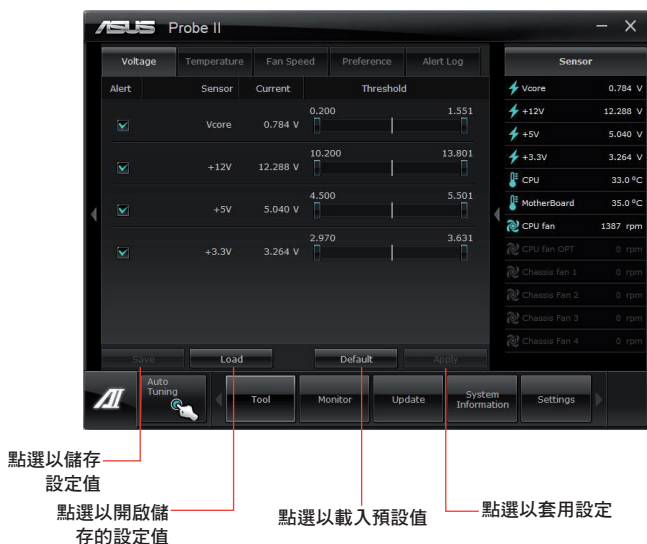 ASUS Probe II
Voltage Temperature Fan Speed Preference Alert Log
Alert Sensor Current Threshold
Vcore 0.784 V 0.200 1.551
+12V 12.288 V 10.200 13.801
+5V 5.040 V 4.500 5.501
+3.3V 3.264 V 2.970 3.631
Save Load Default Apply
Sensor
Vcore 0.784 V
+12V 12.288 V
+5V 5.040 V
+3.3V 3.264 V
CPU 33.0 ºC
MotherBoard 35.0 ºC
CPU fan 1387 rpm
CPU fan OPT 0 rpm
Chassis fan 1 0 rpm
Chassis Fan 2 0 rpm
Chassis Fan 3 0 rpm
Chassis Fan 4 0 rpm
Auto
Tuning
Tool Monitor Update System
Information Settings
點選以儲存
設定值
點選以開啟儲
存的設定值
點選以載入預設值
點選以套用設定